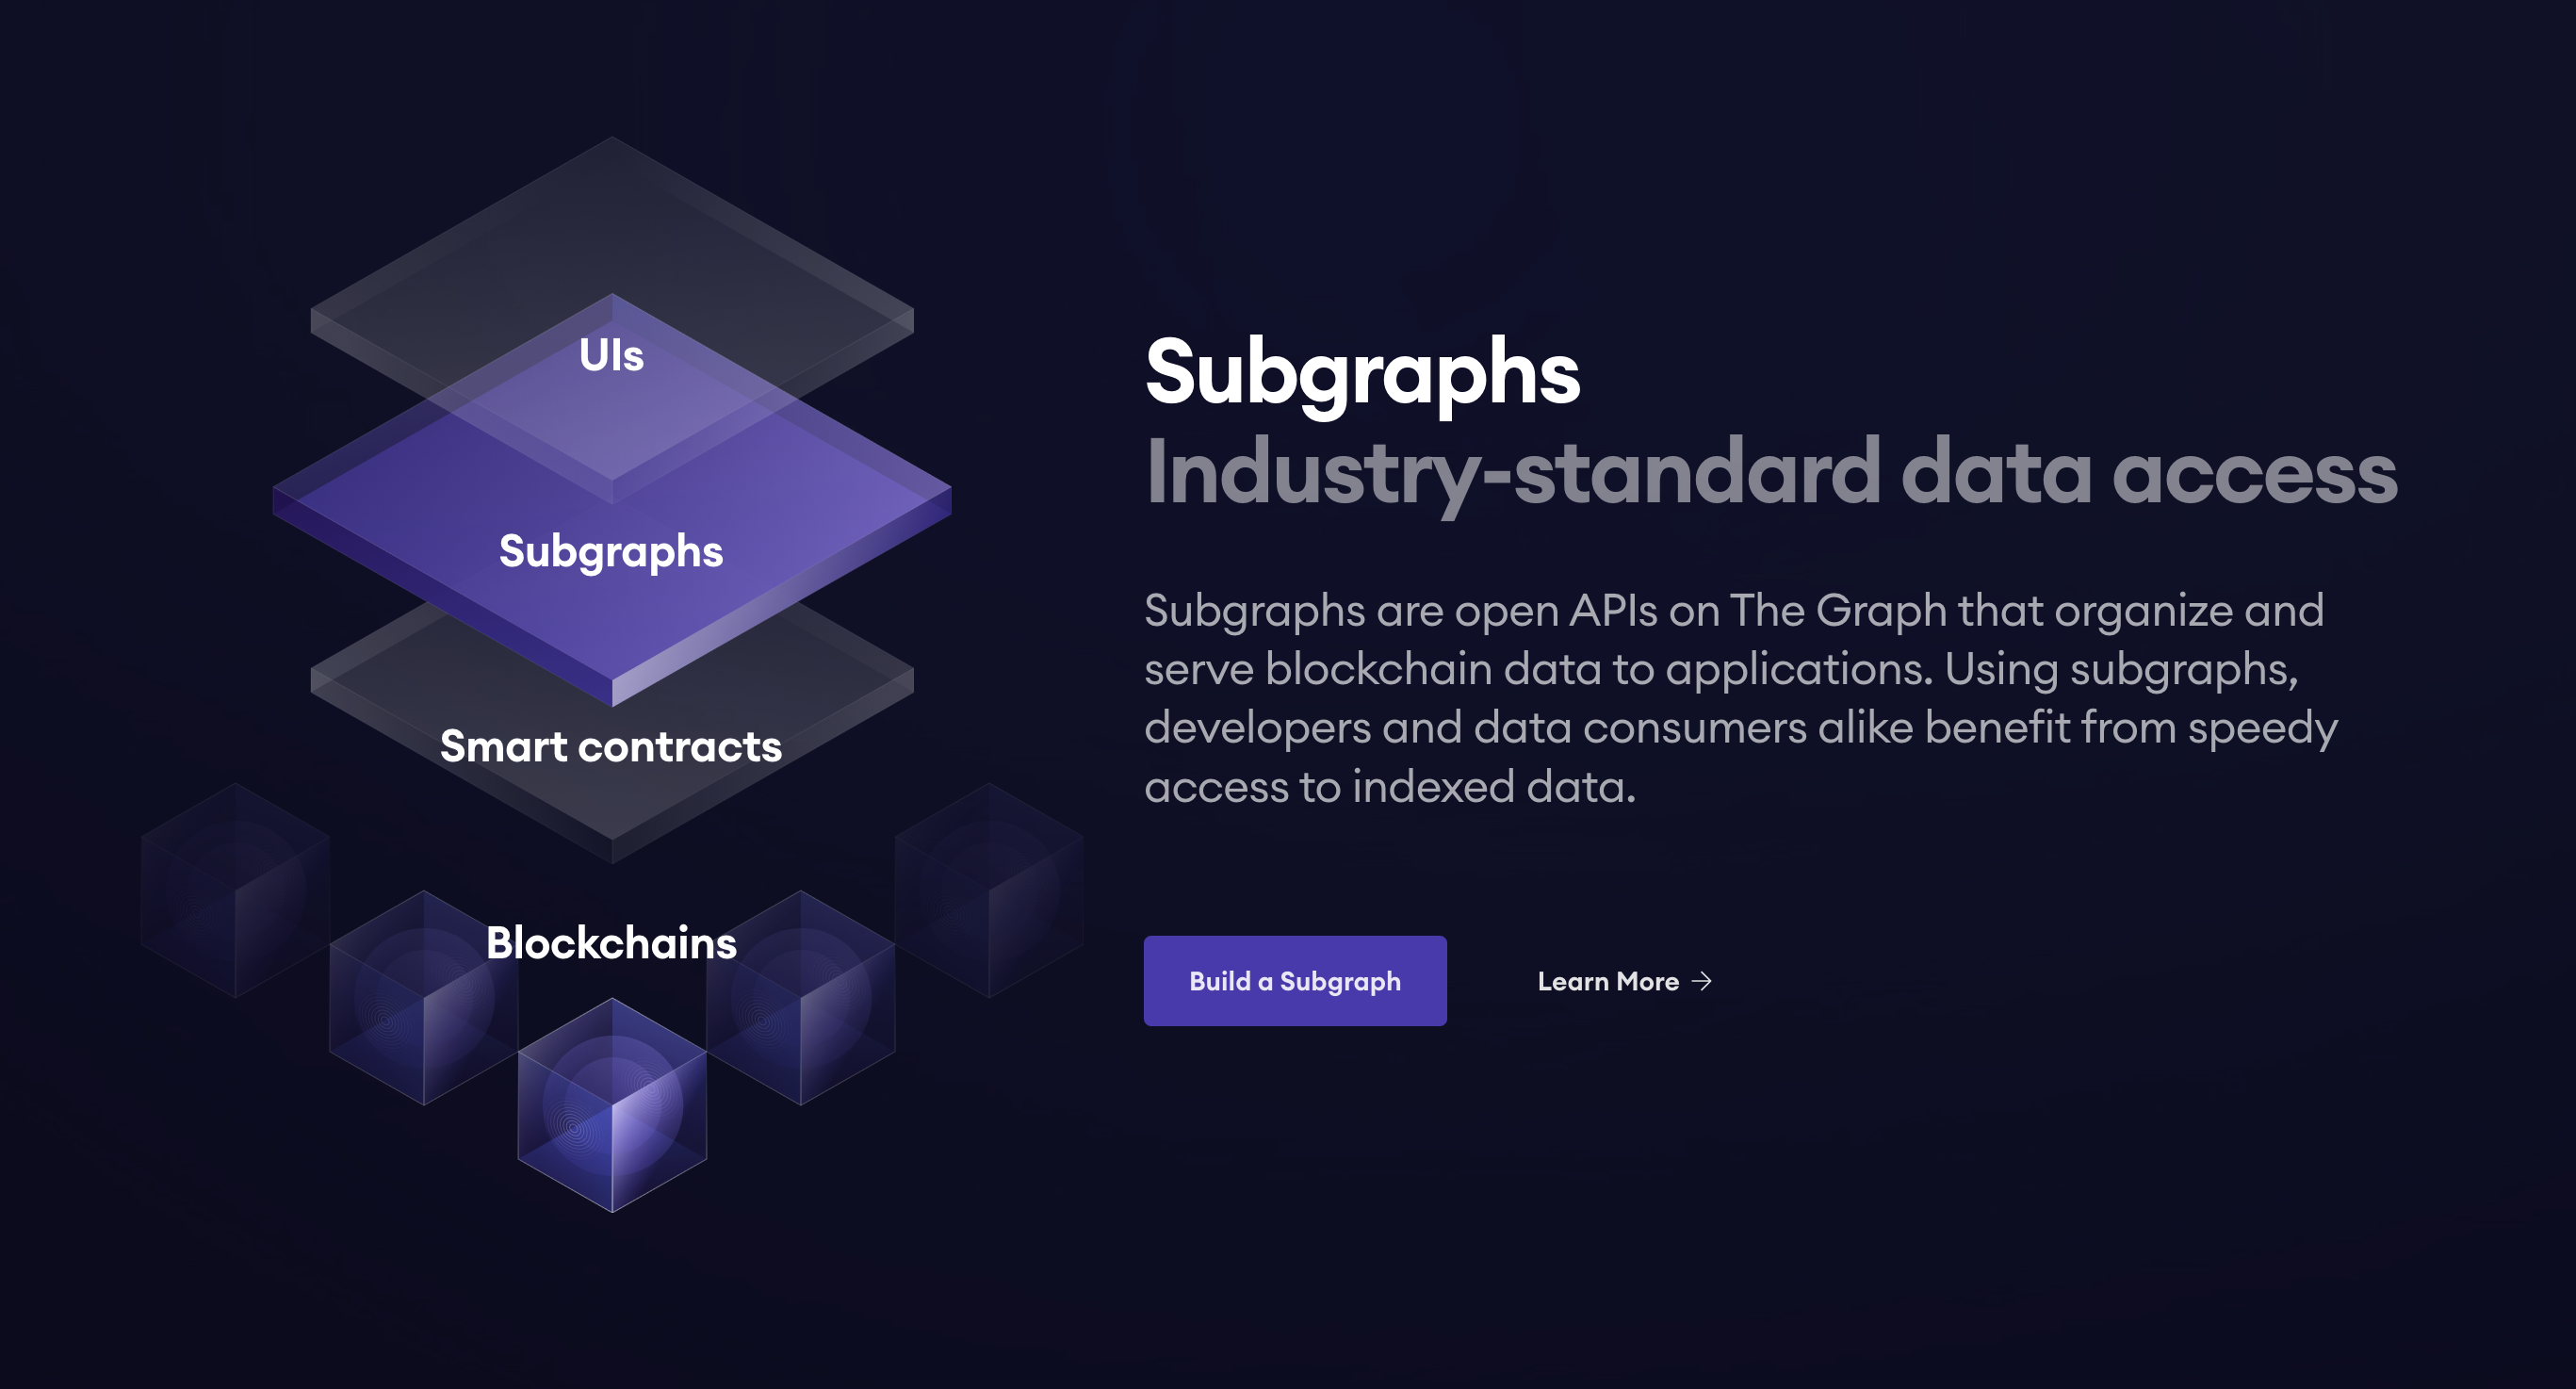 UIs
Subgraphs
Smart contracts
Blockchains
Subgraphs
Industry-standard data access
Subgraphs are open APIs on The Graph that organize and
serve blockchain data to applications. Using subgraphs,
developers and data consumers alike benefit from speedy
access to indexed data.
Build a Subgraph
Learn More →